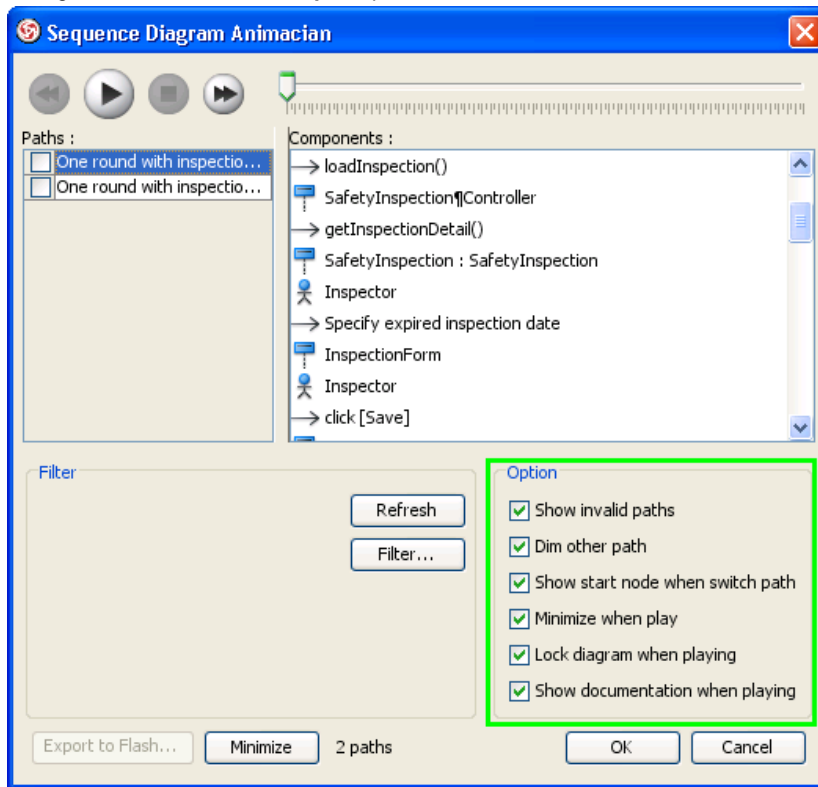 Sequence Diagram Animacian
Paths :
One round with inspectio...
One round with inspectio...
Components :
loadInspection()
SafetyInspection¶Controller
getInspectionDetail()
SafetyInspection : SafetyInspection
Inspector
Specify expired inspection date
InspectionForm
Inspector
click [Save]
Filter
Refresh
Filter...
Option
Show invalid paths
Dim other path
Show start node when switch path
Minimize when play
Lock diagram when playing
Show documentation when playing
Export to Flash...
Minimize
2 paths
OK
Cancel